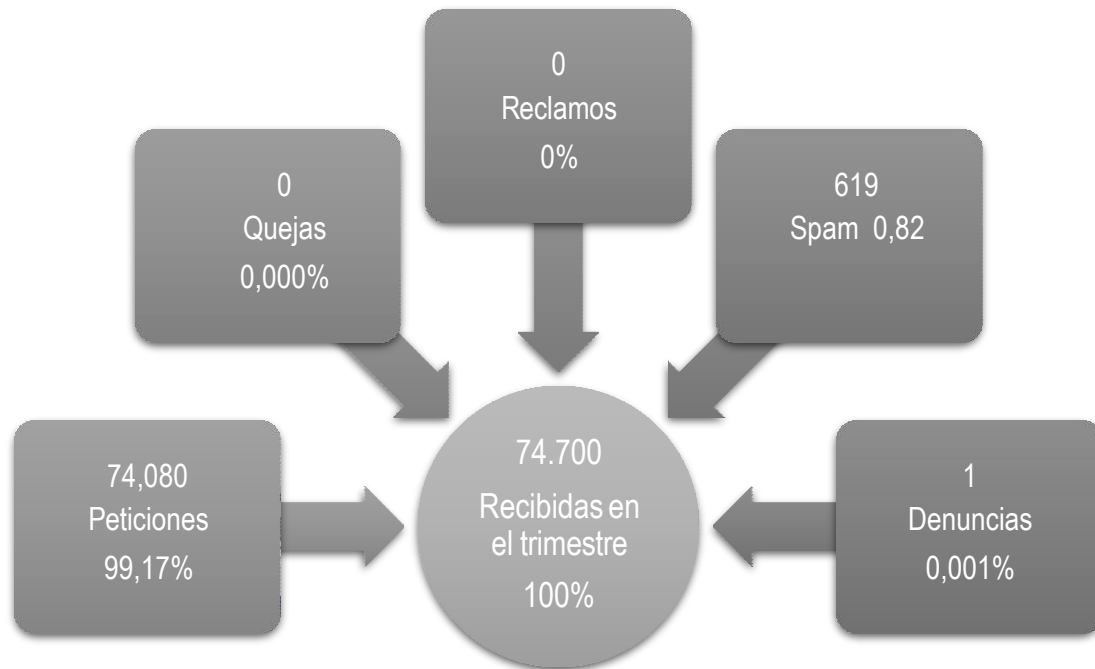 0
Reclamos
0%
0
Quejas
0,000%
619
Spam 0,82
74,080
Peticiones
99,17%
74.700
Recibidas en
el trimestre
100%
1
Denuncias
0,001%